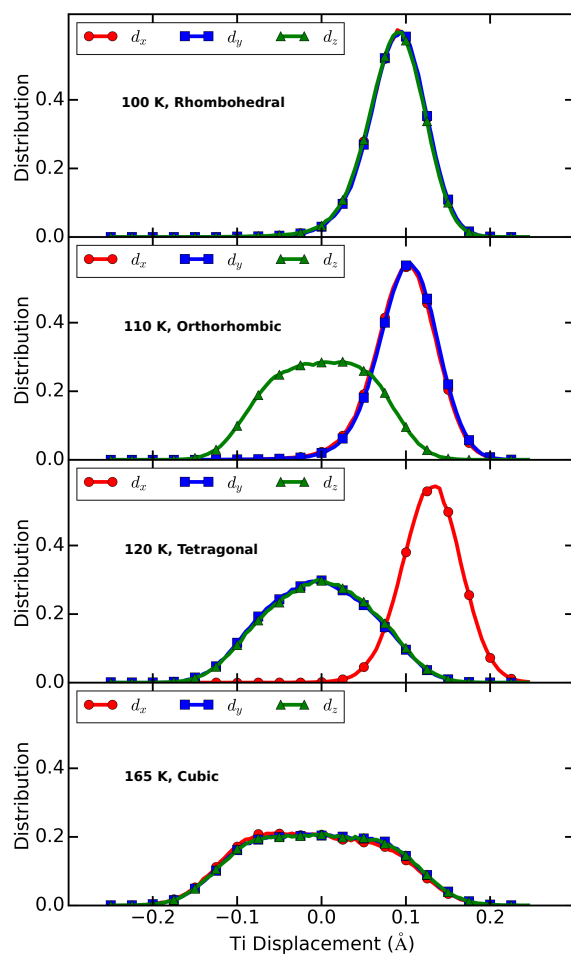 d_x d_y d_z
100 K, Rhombohedral
Distribution
0.4
0.2
0.0
d_x d_y d_z
110 K, Orthorhombic
Distribution
0.4
0.2
0.0
d_x d_y d_z
120 K, Tetragonal
Distribution
0.4
0.2
0.0
d_x d_y d_z
165 K, Cubic
Distribution
0.4
0.2
0.0
−0.2 −0.1 0.0 0.1 0.2
Ti Displacement (Å)